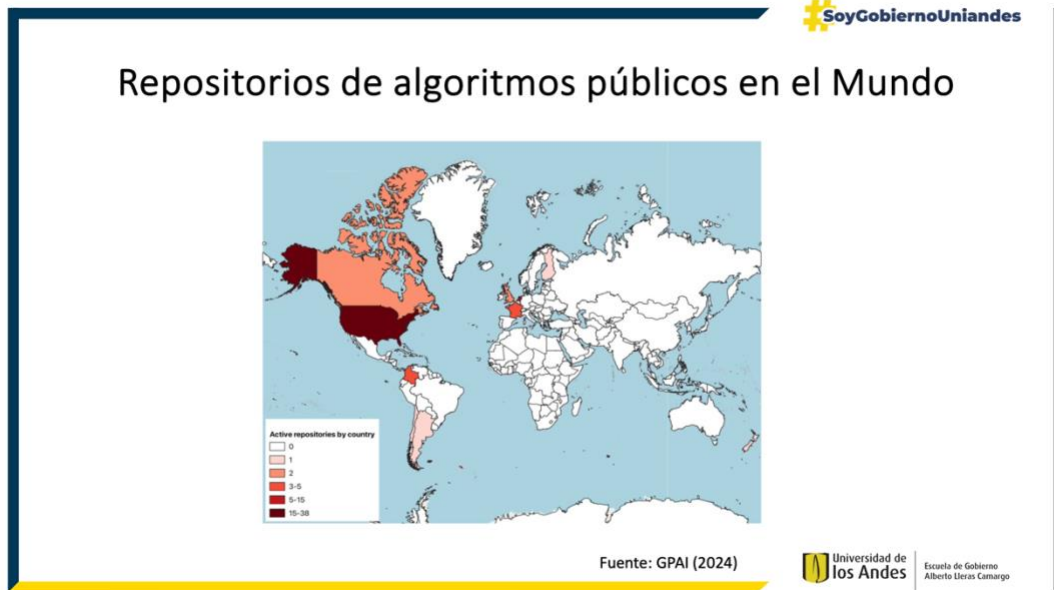 #SoyGobiernoUniandes
Repositorios de algoritmos públicos en el Mundo
Active repositories by country
0
1
2
3-5
5-15
15-38
Fuente: GPAI (2024)
Universidad de
los Andes
Escuela de Gobierno
Alberto Lleras Camargo